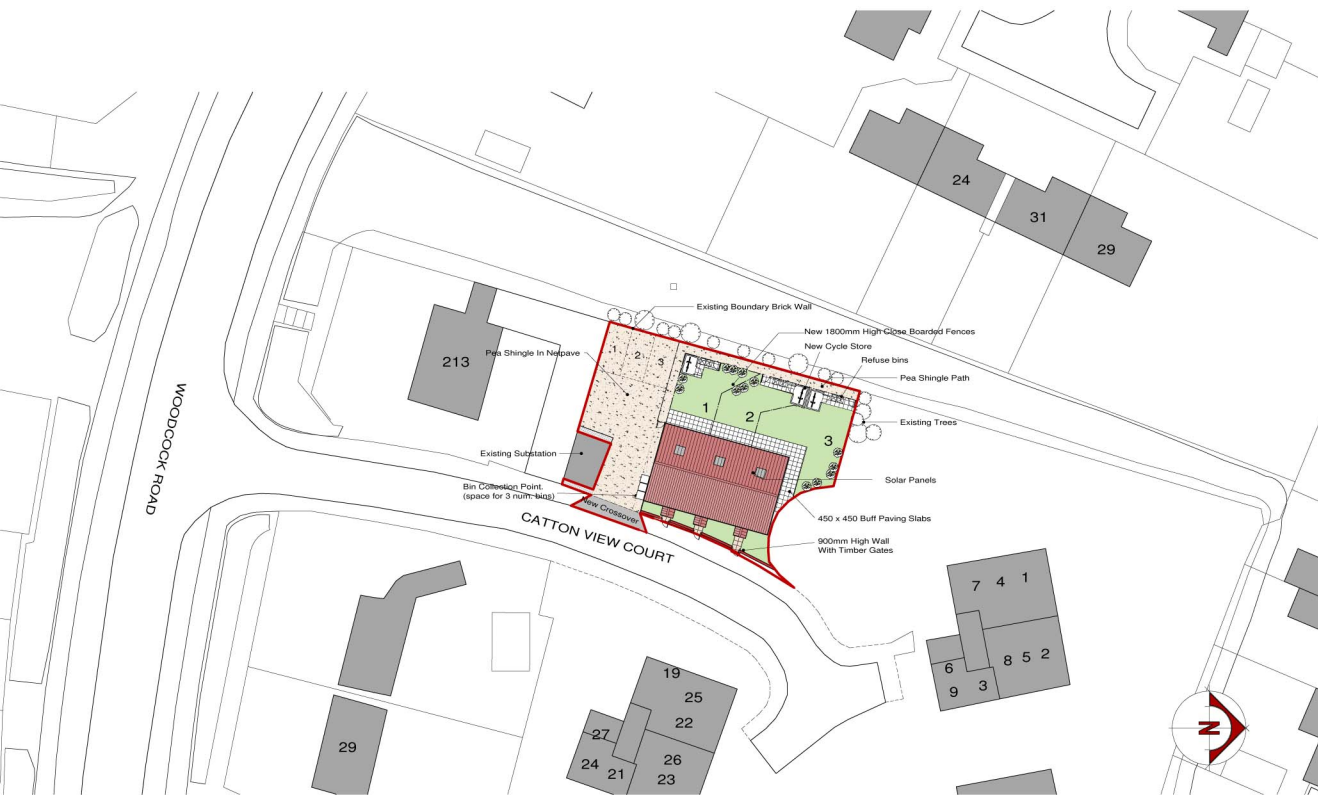 24
31
29
Existing Boundary Brick Wall
New 1800mm High Close Boarded Fences
New Cycle Store
Refuse bins
Pea Shingle Path
213
Pea Shingle In Netpave
1
2
3
1
2
3
Existing Trees
WOODCOCK ROAD
Existing Substation
Solar Panels
Bin Collection Point.
(space for 3 num. bins)
New Crossover
450 x 450 Buff Paving Slabs
CATTON VIEW COURT
900mm High Wall
With Timber Gates
7 4 1
8 5 2
6
9 3
19
25
22
27
26
24
21
23
29
N